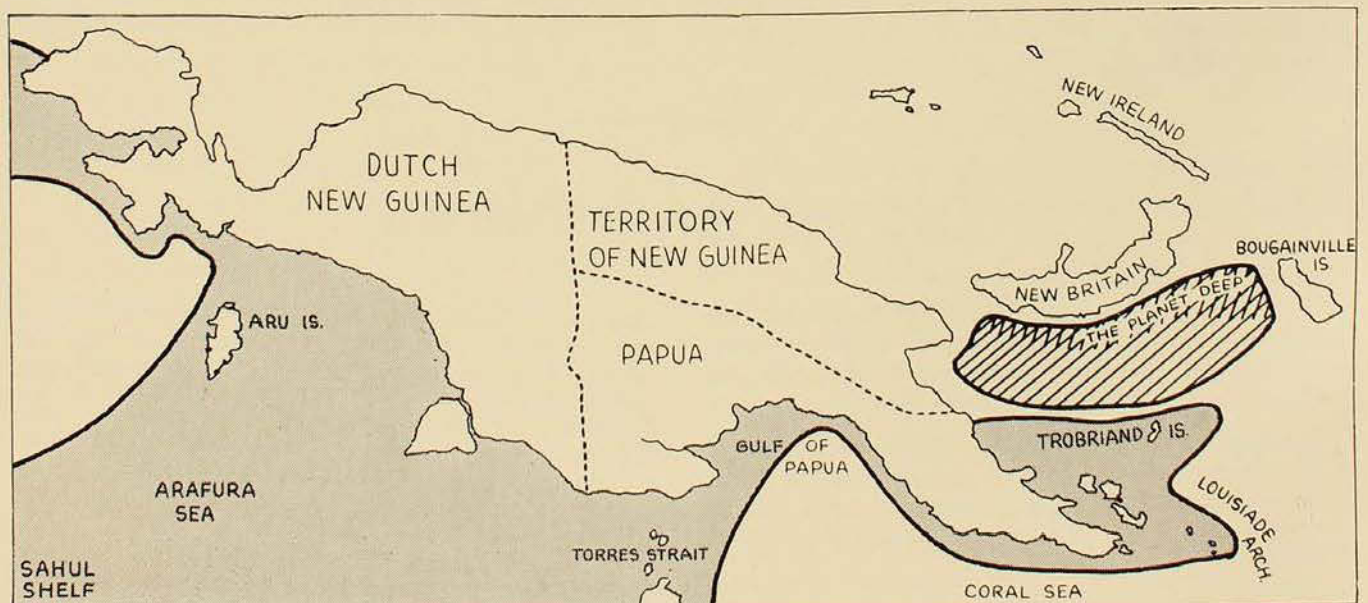 NEW IRELAND
DUTCH
NEW GUINEA
TERRITORY
OF NEW GUINEA
BOUGAINVILLE
IS.
NEW BRITAIN
THE PLANET DEEP
ARU IS.
PAPUA
TROBRIAND IS.
GULF OF
PAPUA
ARAFURA
SEA
LOUISIADE
ARCH.
TORRES STRAIT
SAHUL
SHELF
CORAL SEA